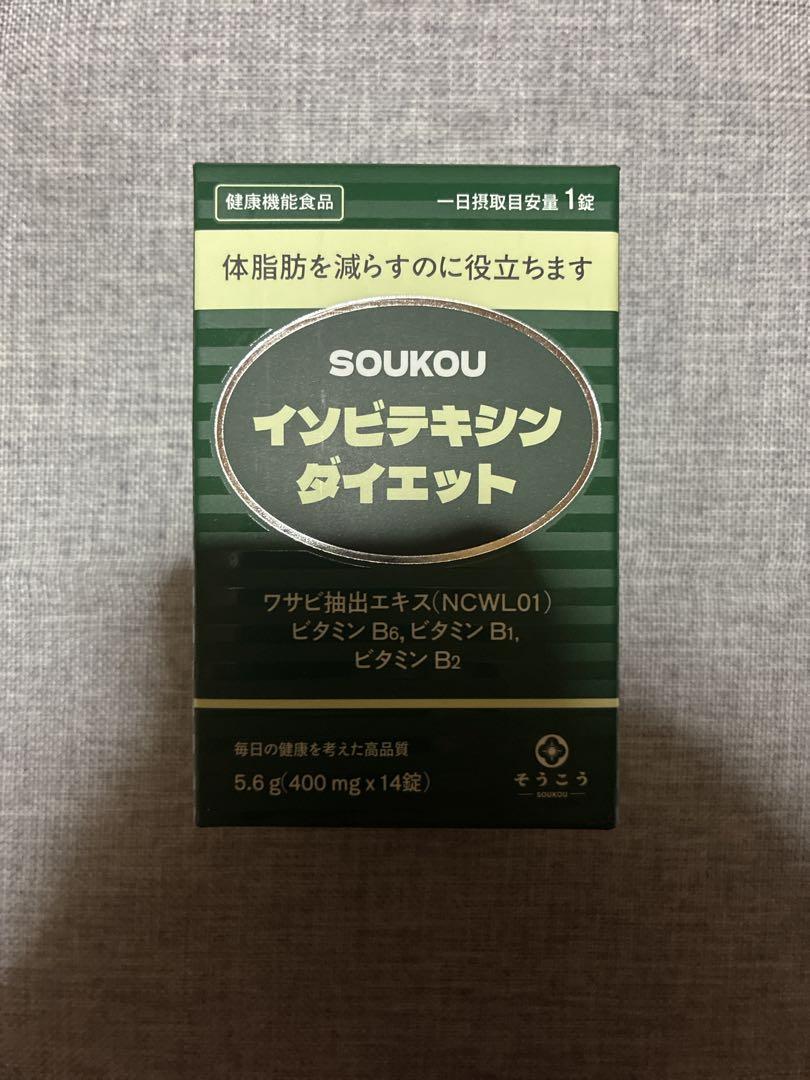 健康機能食品
一日摂取目安量 1錠
体脂肪を減らすのに役立ちます
SOUKOU
イソビテキシン
ダイエット
ワサビ抽出エキス(NCWL01)
ビタミン B6, ビタミン B1,
ビタミン B2
毎日の健康を考えた高品質
5.6 g(400 mg x 14錠)
そうこう
SOUKOU